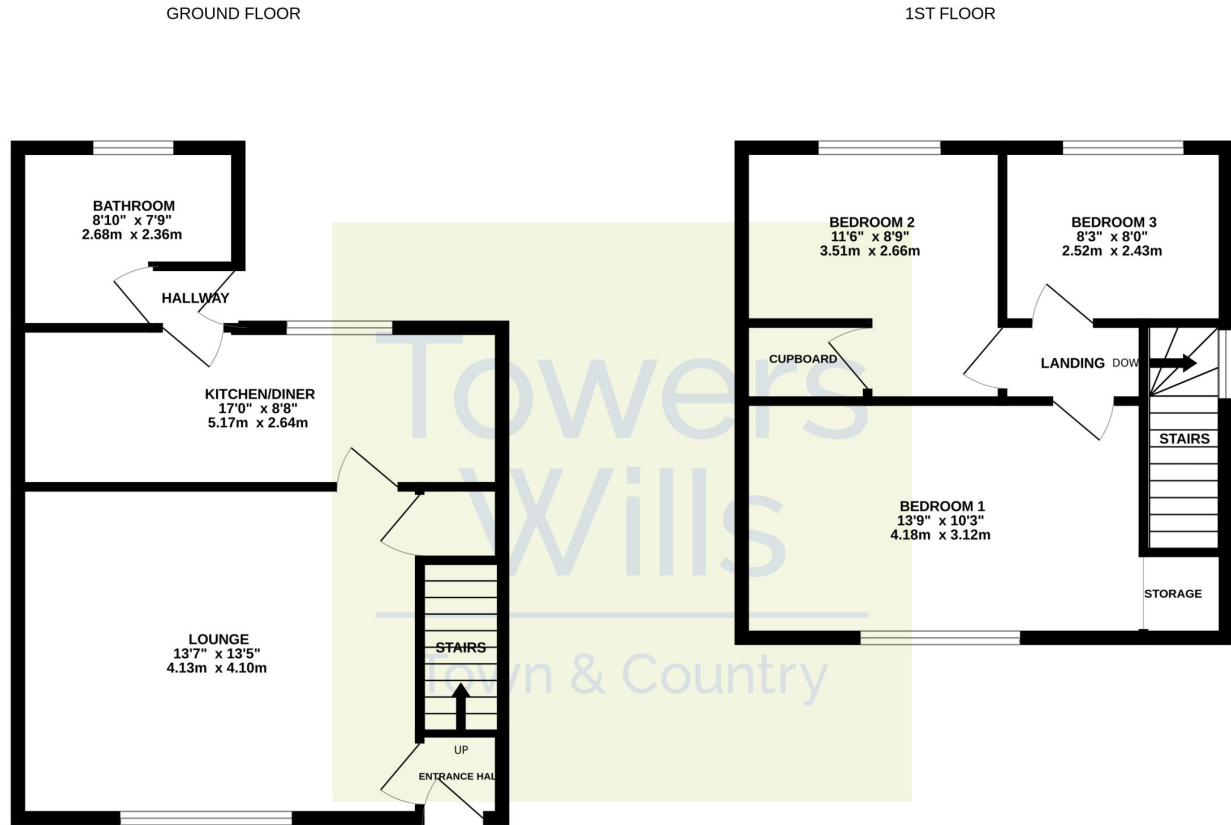 GROUND FLOOR
1ST FLOOR
BATHROOM
8'10" x 7'9"
2.68m x 2.36m
HALLWAY
KITCHEN/DINER
17'0" x 8'8"
5.17m x 2.64m
LOUNGE
13'7" x 13'5"
4.13m x 4.10m
STAIRS
UP
ENTRANCE HAL
BEDROOM 2
11'6" x 8'9"
3.51m x 2.66m
BEDROOM 3
8'3" x 8'0"
2.52m x 2.43m
CUPBOARD
LANDING
DOW
STAIRS
BEDROOM 1
13'9" x 10'3"
4.18m x 3.12m
STORAGE
Towers
Wills
Town & Country